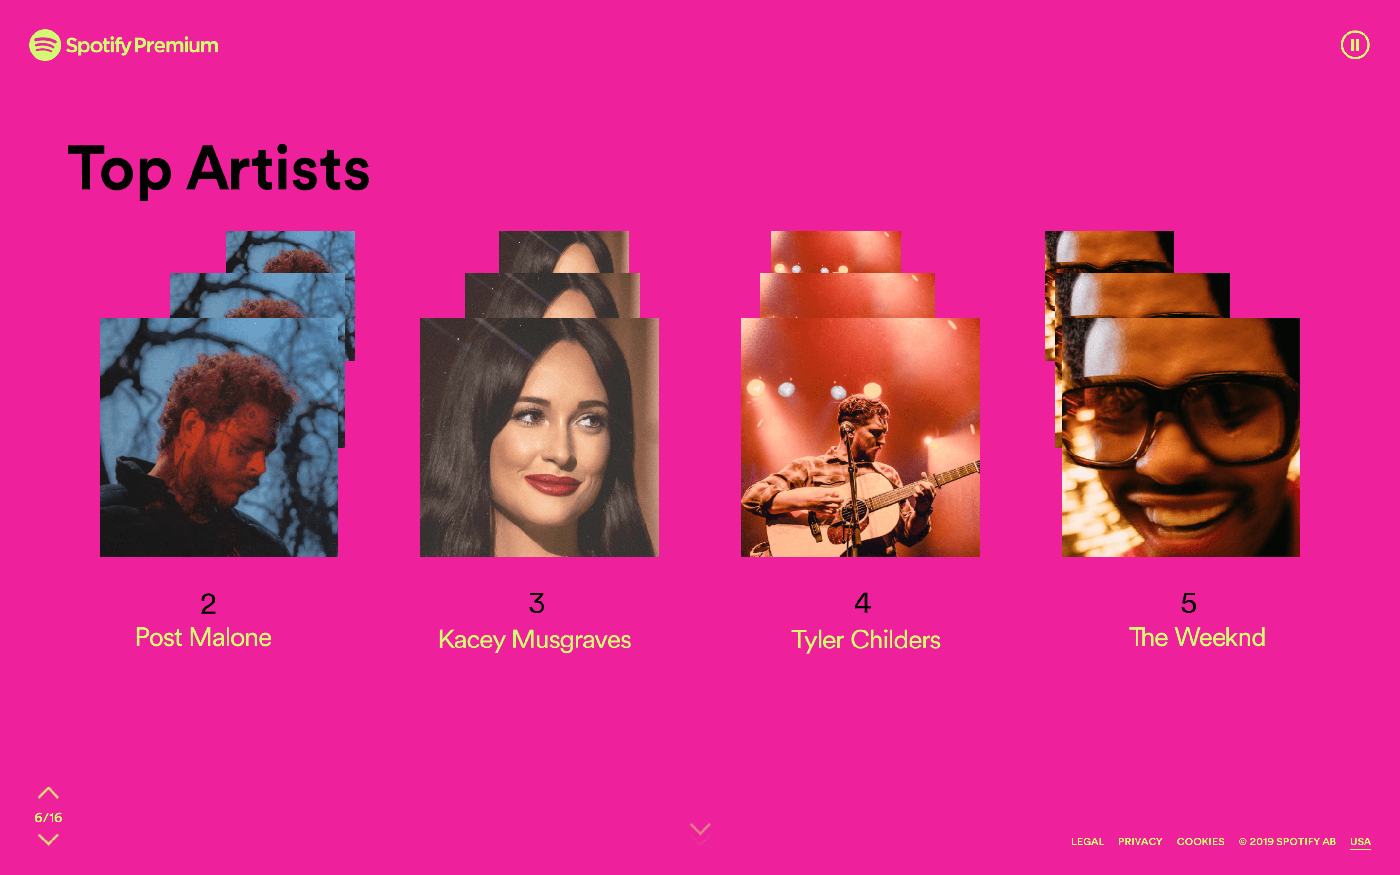 Spotify Premium
Top Artists
2
Post Malone
3
Kacey Musgraves
4
Tyler Childers
5
The Weeknd
6/16
LEGAL PRIVACY COOKIES © 2019 SPOTIFY AB USA